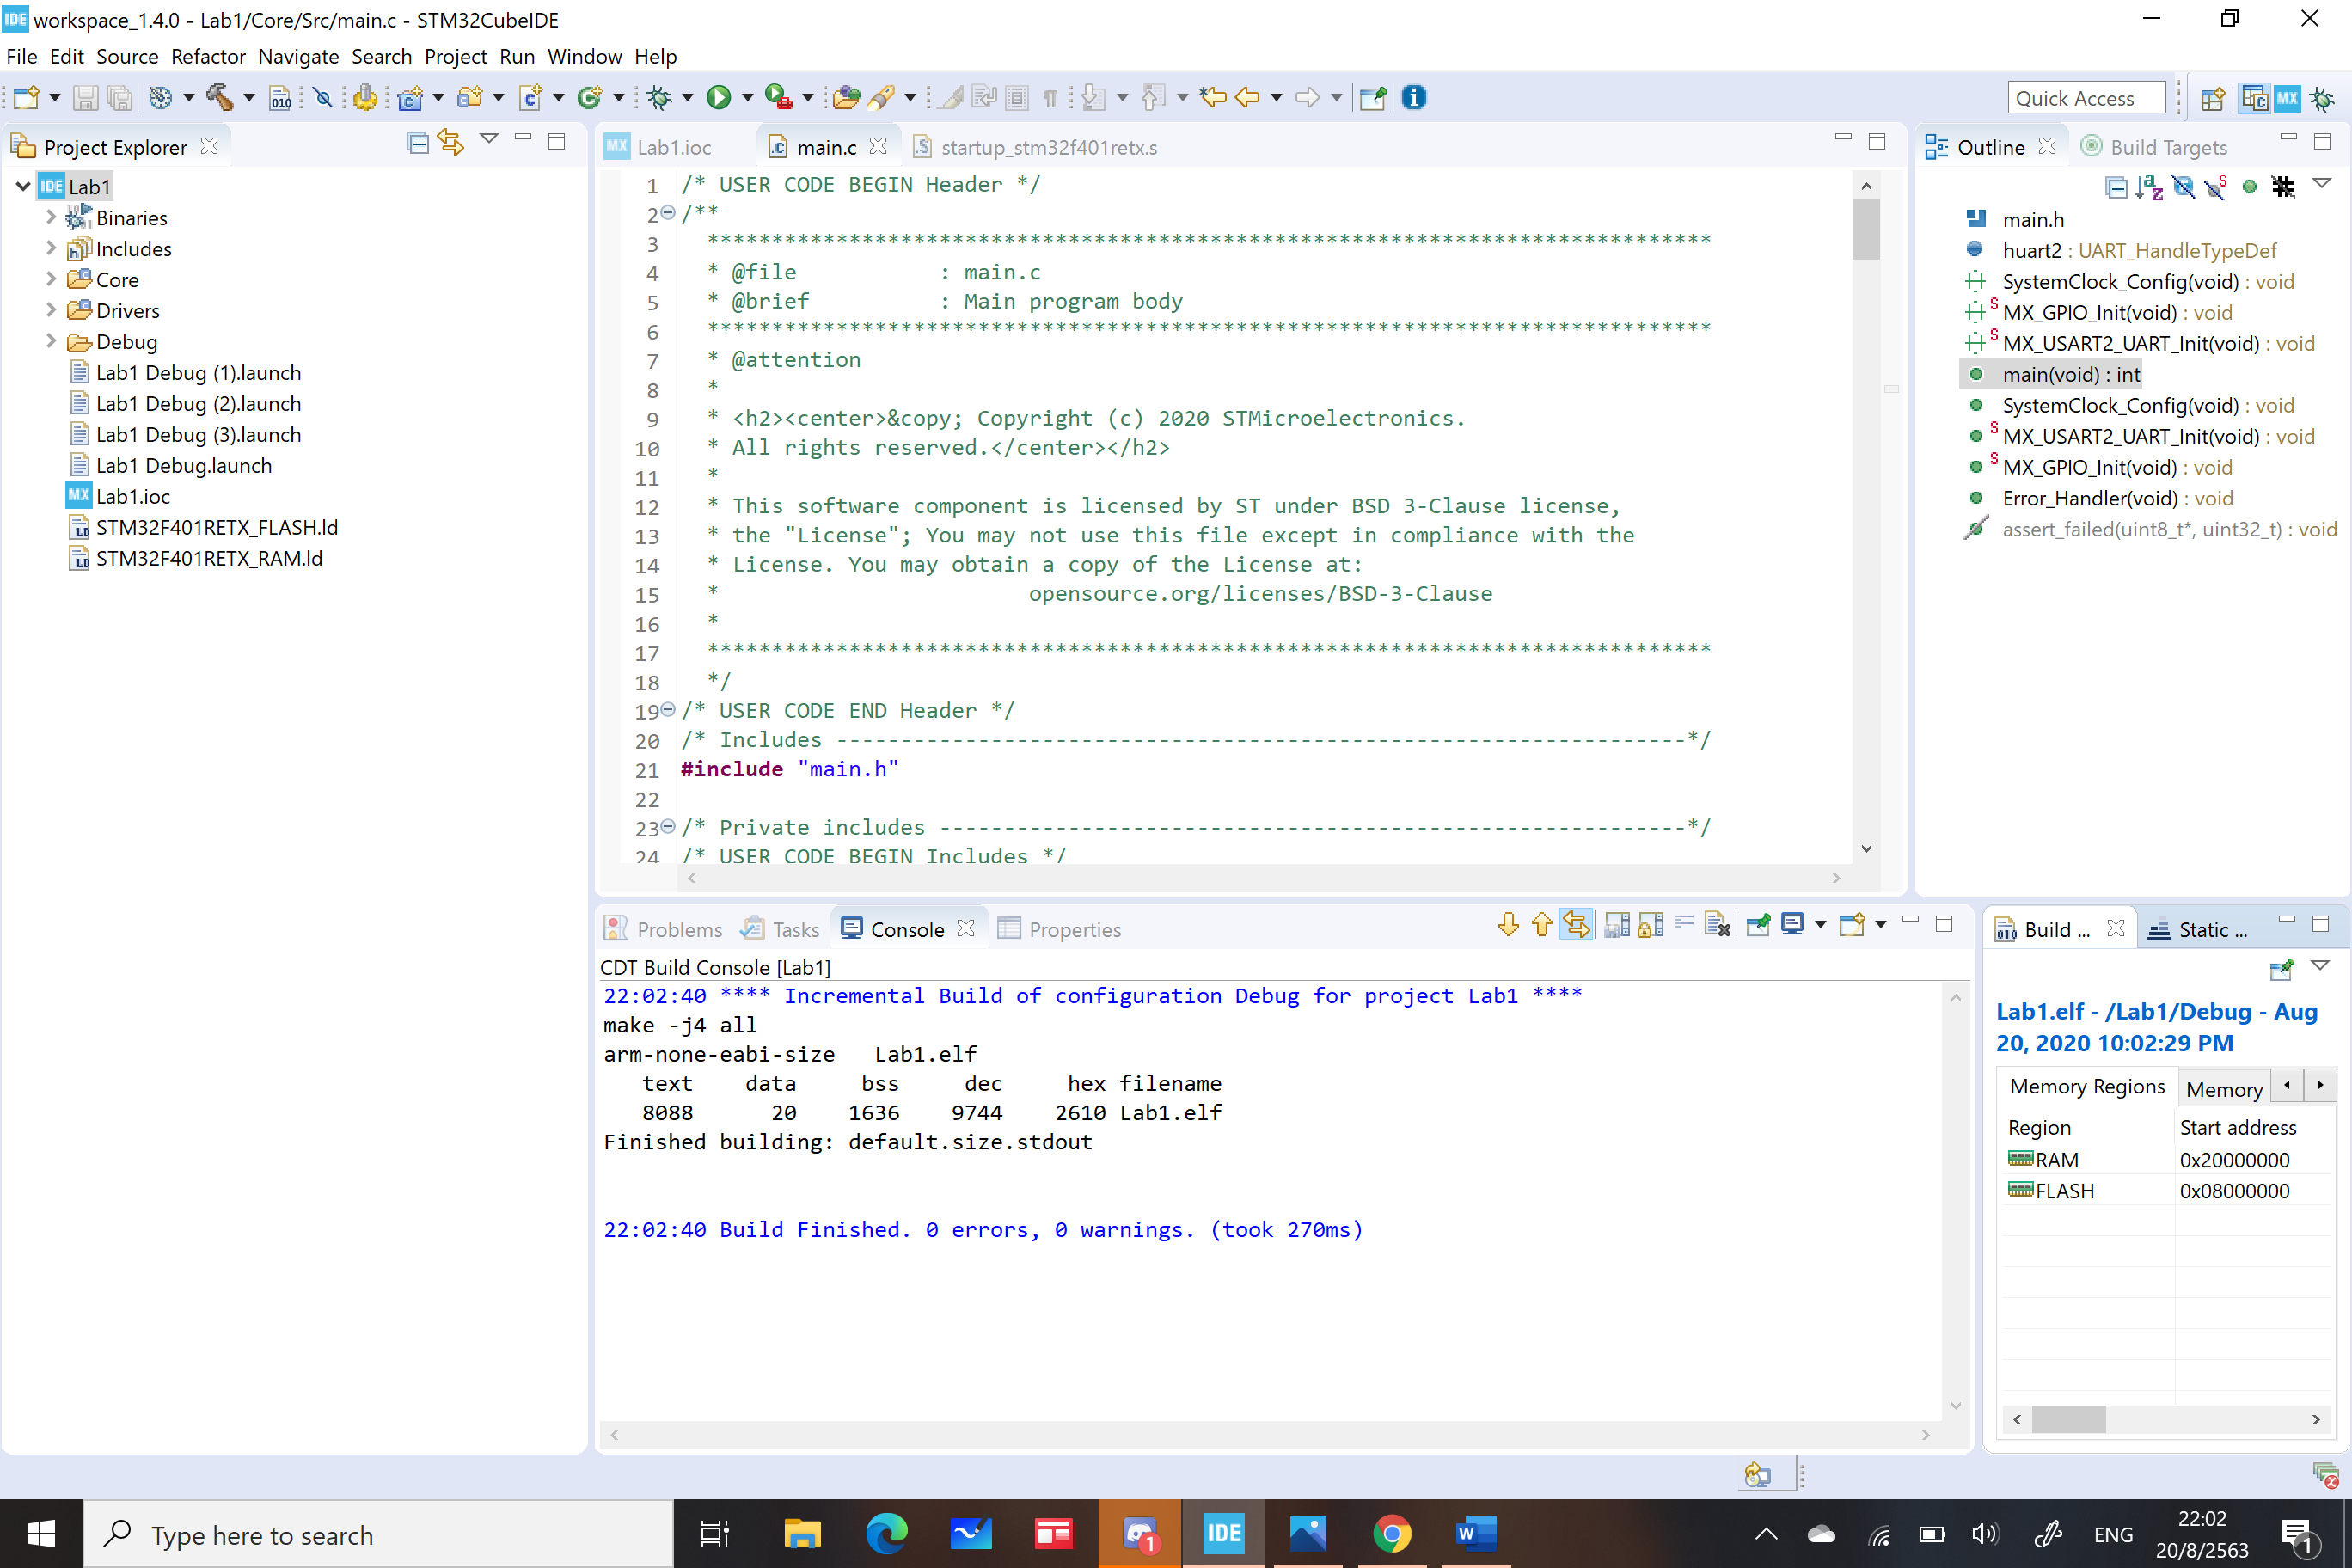 workspace_1.4.0 - Lab1/Core/Src/main.c - STM32CubeIDE
File Edit Source Refactor Navigate Search Project Run Window Help
Quick Access
Project Explorer
Lab1
Binaries
Includes
Core
Drivers
Debug
Lab1 Debug (1).launch
Lab1 Debug (2).launch
Lab1 Debug (3).launch
Lab1 Debug.launch
Lab1.ioc
STM32F401RETX_FLASH.ld
STM32F401RETX_RAM.ld
Lab1.ioc main.c startup_stm32f401retx.s
1 /* USER CODE BEGIN Header */
2 /**
3 ******************************************************************************
4 * @file : main.c
5 * @brief : Main program body
6 ******************************************************************************
7 * @attention
8 *
9 * <h2><center>&copy; Copyright (c) 2020 STMicroelectronics.
10 * All rights reserved.</center></h2>
11 *
12 * This software component is licensed by ST under BSD 3-Clause license,
13 * the "License"; You may not use this file except in compliance with the
14 * License. You may obtain a copy of the License at:
15 * opensource.org/licenses/BSD-3-Clause
16 *
17 ******************************************************************************
18 */
19 /* USER CODE END Header */
20 /* Includes ------------------------------------------------------------------*/
21 #include "main.h"
22
23 /* Private includes ----------------------------------------------------------*/
24 /* USER CODE BEGIN Includes */
Outline Build Targets
main.h
huart2 : UART_HandleTypeDef
SystemClock_Config(void) : void
MX_GPIO_Init(void) : void
MX_USART2_UART_Init(void) : void
main(void) : int
SystemClock_Config(void) : void
MX_USART2_UART_Init(void) : void
MX_GPIO_Init(void) : void
Error_Handler(void) : void
assert_failed(uint8_t*, uint32_t) : void
Problems Tasks Console Properties
CDT Build Console [Lab1]
22:02:40 **** Incremental Build of configuration Debug for project Lab1 ****
make -j4 all
arm-none-eabi-size Lab1.elf
text data bss dec hex filename
8088 20 1636 9744 2610 Lab1.elf
Finished building: default.size.stdout
22:02:40 Build Finished. 0 errors, 0 warnings. (took 270ms)
Build ... Static ...
Lab1.elf - /Lab1/Debug - Aug
20, 2020 10:02:29 PM
Memory Regions Memory
Region Start address
RAM 0x20000000
FLASH 0x08000000
Type here to search
IDE
ENG
22:02
20/8/2563